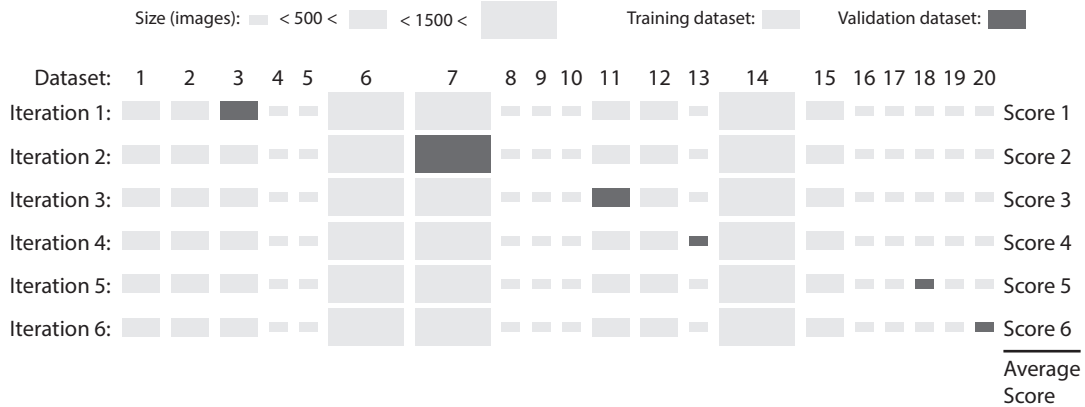 Size (images): < 500 < < 1500 < Training dataset: Validation dataset:
Dataset: 1 2 3 4 5 6 7 8 9 10 11 12 13 14 15 16 17 18 19 20
Iteration 1: Score 1
Iteration 2: Score 2
Iteration 3: Score 3
Iteration 4: Score 4
Iteration 5: Score 5
Iteration 6: Score 6
Average
Score